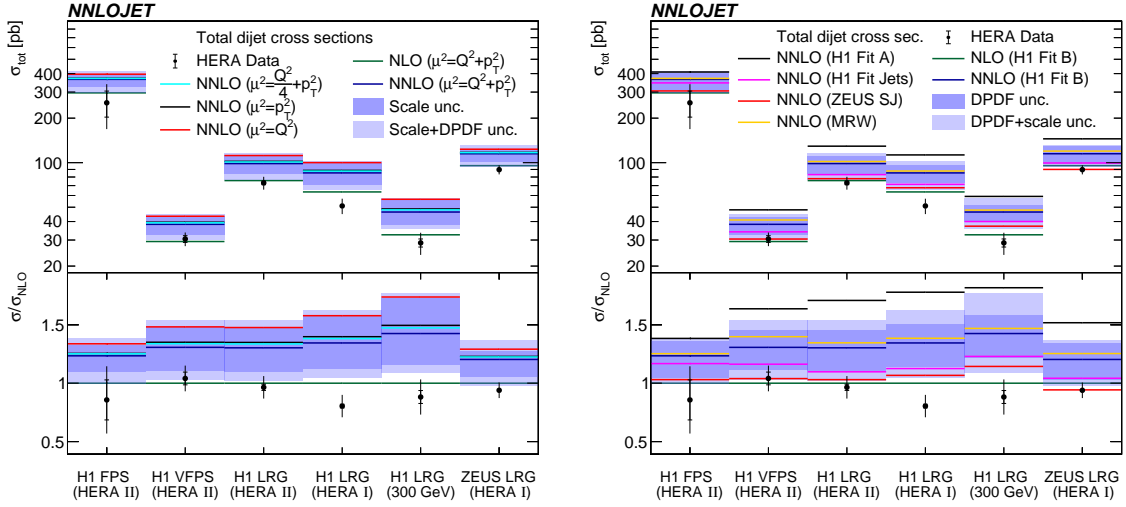 NNLOJET
σtot [pb]
Total dijet cross sections
HERA Data
NNLO (μ²=Q²/4+p_T²)
NNLO (μ²=p_T²)
NNLO (μ²=Q²)
NLO (μ²=Q²+p_T²)
NNLO (μ²=Q²+p_T²)
Scale unc.
Scale+DPDF unc.
400
300
200
100
40
30
20
σ/σNLO
1.5
1
0.5
H1 FPS
(HERA II)
H1 VFPS
(HERA II)
H1 LRG
(HERA II)
H1 LRG
(HERA I)
H1 LRG
(300 GeV)
ZEUS LRG
(HERA I)
NNLOJET
σtot [pb]
Total dijet cross sec.
NNLO (H1 Fit A)
NNLO (H1 Fit Jets)
NNLO (ZEUS SJ)
NNLO (MRW)
HERA Data
NLO (H1 Fit B)
NNLO (H1 Fit B)
DPDF unc.
DPDF+scale unc.
400
300
200
100
40
30
20
σ/σNLO
1.5
1
0.5
H1 FPS
(HERA II)
H1 VFPS
(HERA II)
H1 LRG
(HERA II)
H1 LRG
(HERA I)
H1 LRG
(300 GeV)
ZEUS LRG
(HERA I)